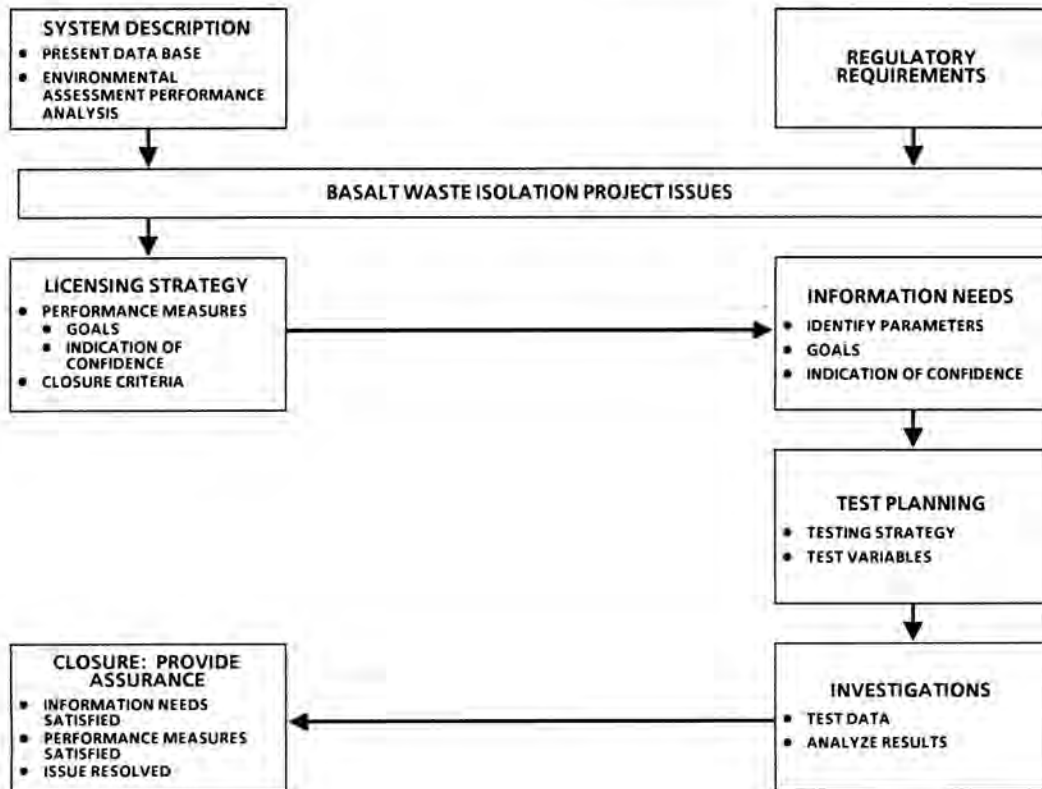 SYSTEM DESCRIPTION
• PRESENT DATA BASE
• ENVIRONMENTAL
ASSESSMENT PERFORMANCE
ANALYSIS
REGULATORY
REQUIREMENTS
BASALT WASTE ISOLATION PROJECT ISSUES
LICENSING STRATEGY
• PERFORMANCE MEASURES
• GOALS
• INDICATION OF
CONFIDENCE
• CLOSURE CRITERIA
INFORMATION NEEDS
• IDENTIFY PARAMETERS
• GOALS
• INDICATION OF CONFIDENCE
TEST PLANNING
• TESTING STRATEGY
• TEST VARIABLES
CLOSURE: PROVIDE
ASSURANCE
• INFORMATION NEEDS
SATISFIED
• PERFORMANCE MEASURES
SATISFIED
• ISSUE RESOLVED
INVESTIGATIONS
• TEST DATA
• ANALYZE RESULTS